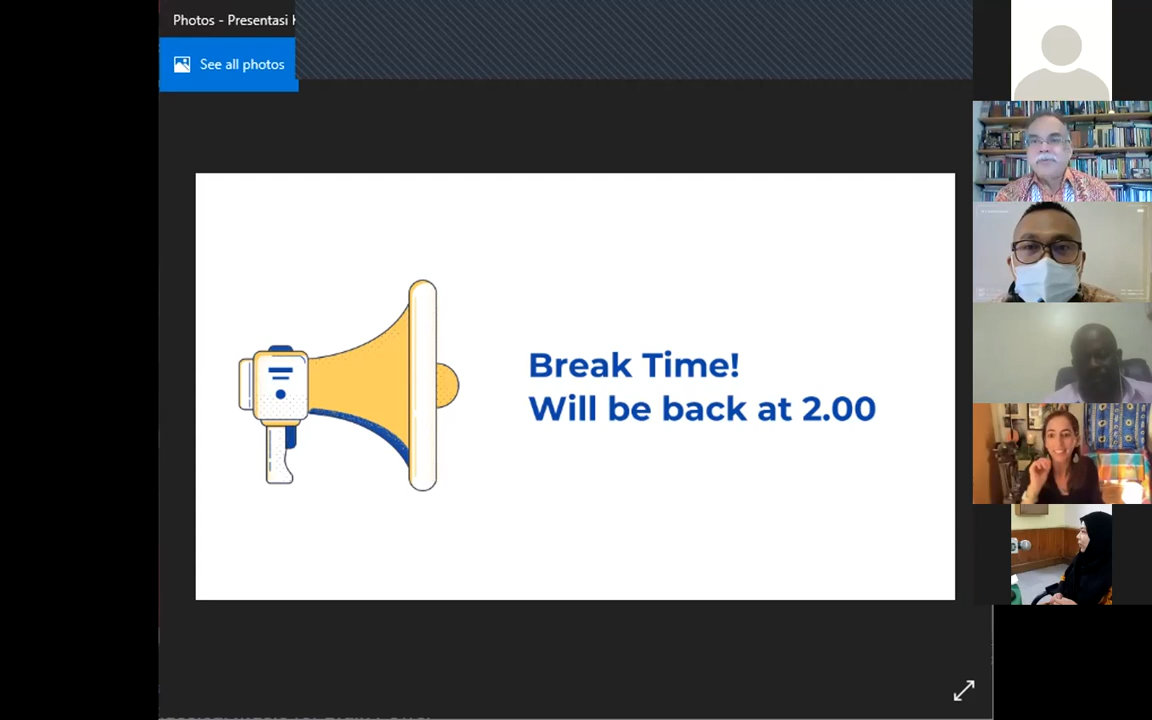 Photos - Presentasi
See all photos
Break Time!
Will be back at 2.00